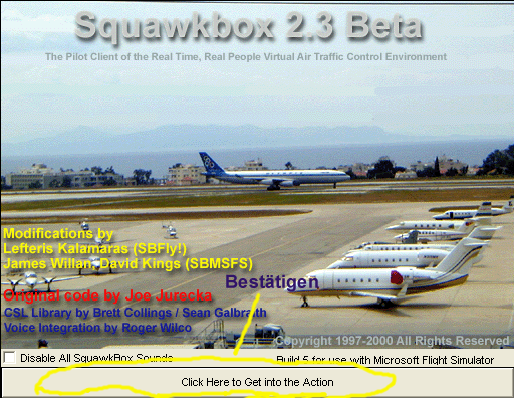 Squawkbox 2.3 Beta
The Pilot Client of the Real Time, Real People Virtual Air Traffic Control Environment
Modifications by
Lefteris Kalamaras (SBFly!)
James Willan, David Kings (SBMSFS)
Bestätigen
Original code by Joe Jurecka
CSL Library by Brett Collings / Sean Galbraith
Voice Integration by Roger Wilco
Copyright 1997-2000 All Rights Reserved
Disable All SquawkBox Sounds
Build 5 for use with Microsoft Flight Simulator
Click Here to Get into the Action